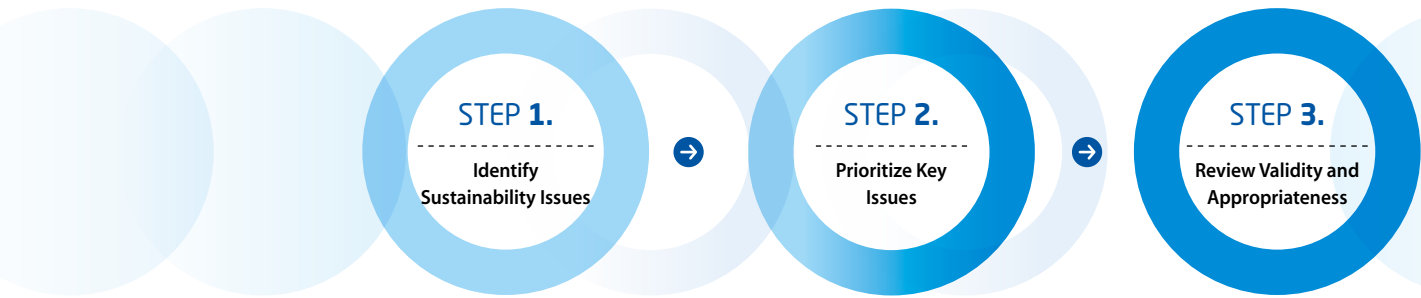 STEP 1.
Identify
Sustainability Issues
STEP 2.
Prioritize Key
Issues
STEP 3.
Review Validity and
Appropriateness